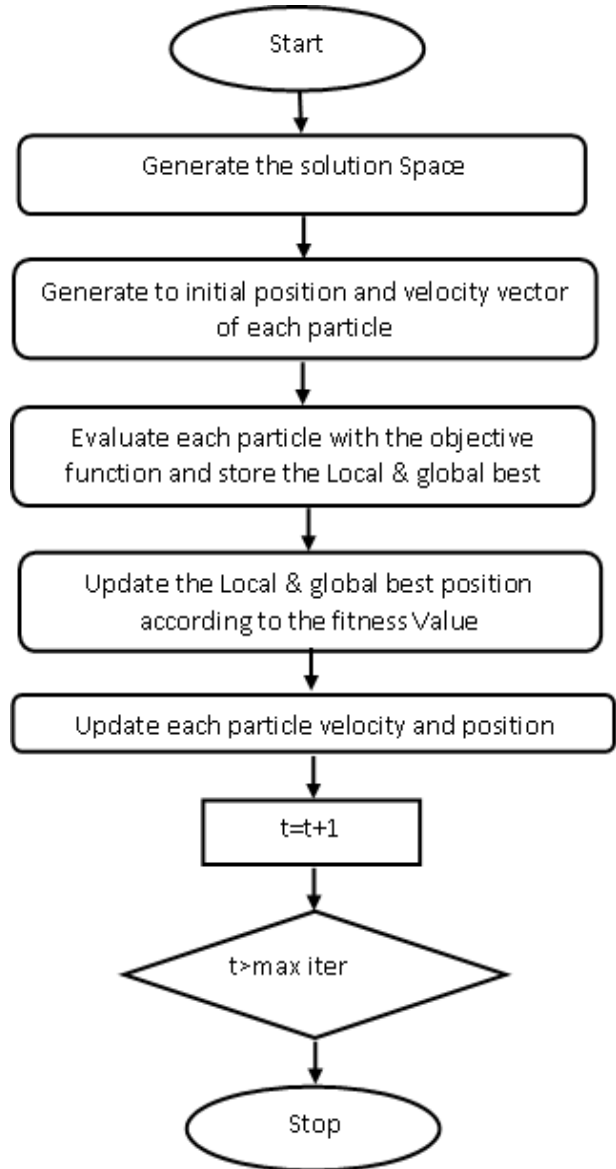 Start
Generate the solution Space
Generate to initial position and velocity vector
of each particle
Evaluate each particle with the objective
function and store the Local & global best
Update the Local & global best position
according to the fitness Value
Update each particle velocity and position
t=t+1
t>max iter
Stop